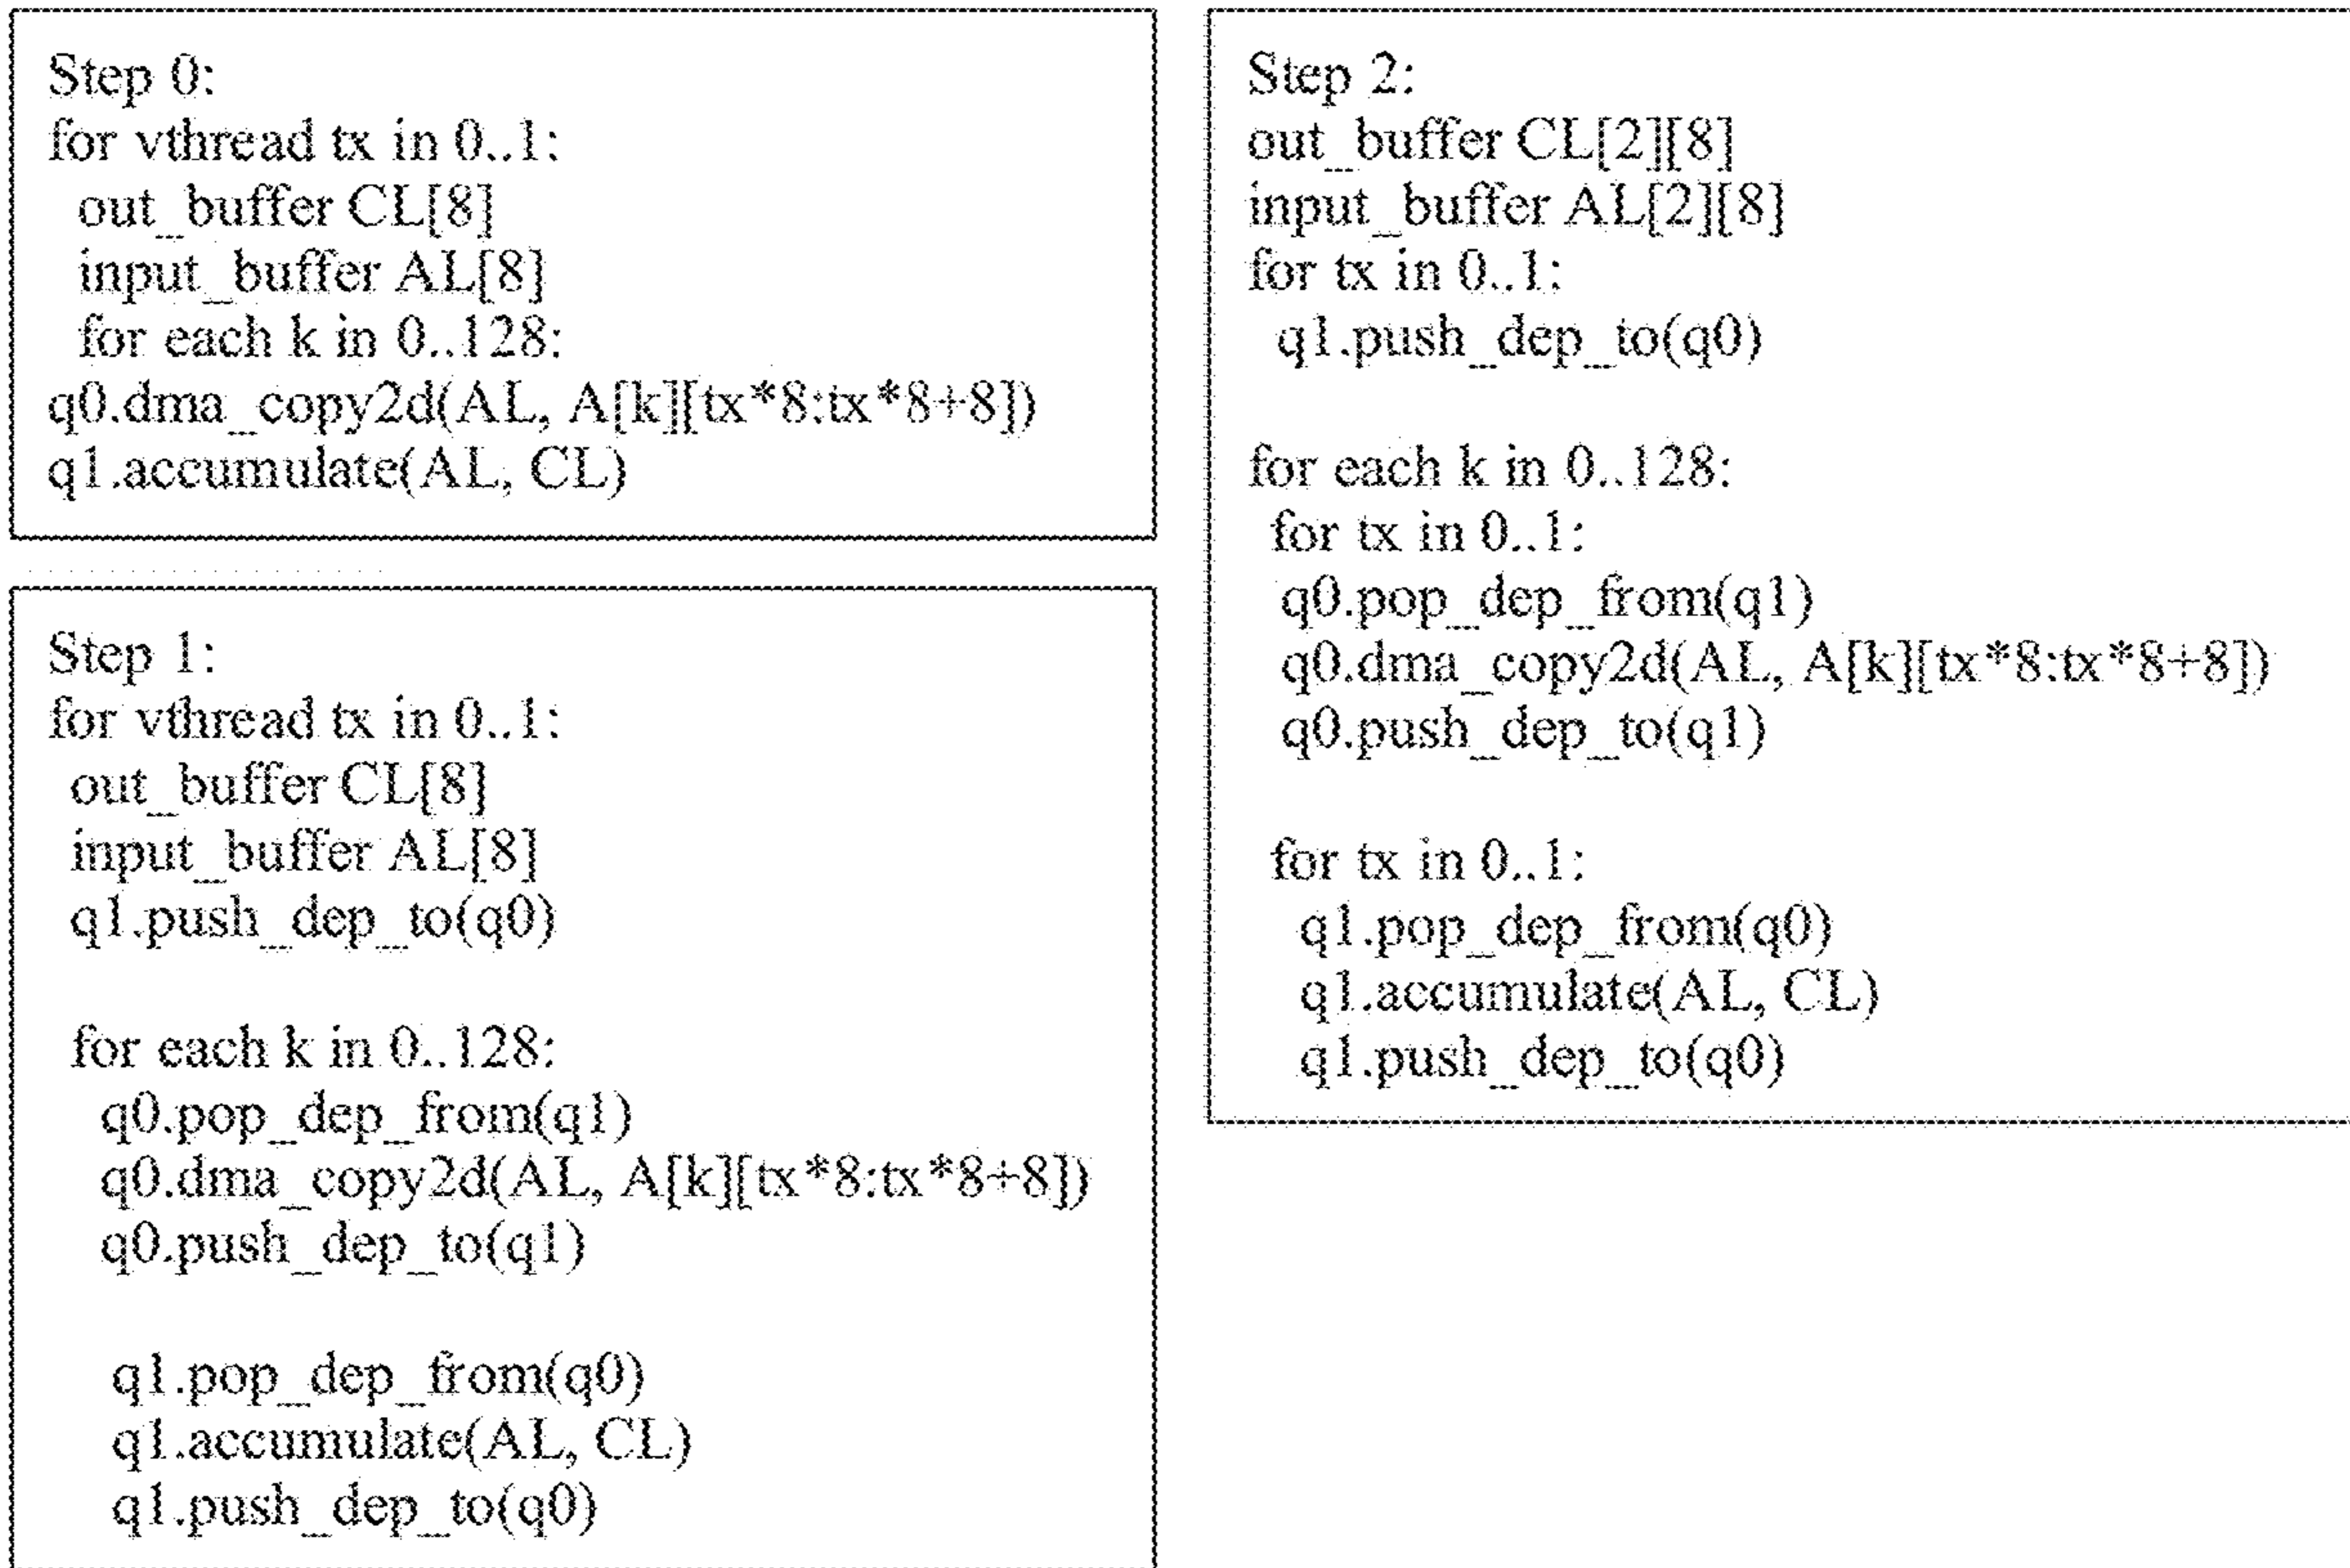 Step 0:
for vthread tx in 0..1:
out_buffer CL[8]
input_buffer AL[8]
for each k in 0..128:
q0.dma_copy2d(AL, A[k][tx*8:tx*8+8])
q1.accumulate(AL, CL)
Step 1:
for vthread tx in 0..1:
out_buffer CL[8]
input_buffer AL[8]
q1.push_dep_to(q0)
for each k in 0..128:
q0.pop_dep_from(q1)
q0.dma_copy2d(AL, A[k][tx*8:tx*8+8])
q0.push_dep_to(q1)
q1.pop_dep_from(q0)
q1.accumulate(AL, CL)
q1.push_dep_to(q0)
Step 2:
out_buffer CL[2][8]
input_buffer AL[2][8]
for tx in 0..1:
q1.push_dep_to(q0)
for each k in 0..128:
for tx in 0..1:
q0.pop_dep_from(q1)
q0.dma_copy2d(AL, A[k][tx*8:tx*8+8])
q0.push_dep_to(q1)
for tx in 0..1:
q1.pop_dep_from(q0)
q1.accumulate(AL, CL)
q1.push_dep_to(q0)